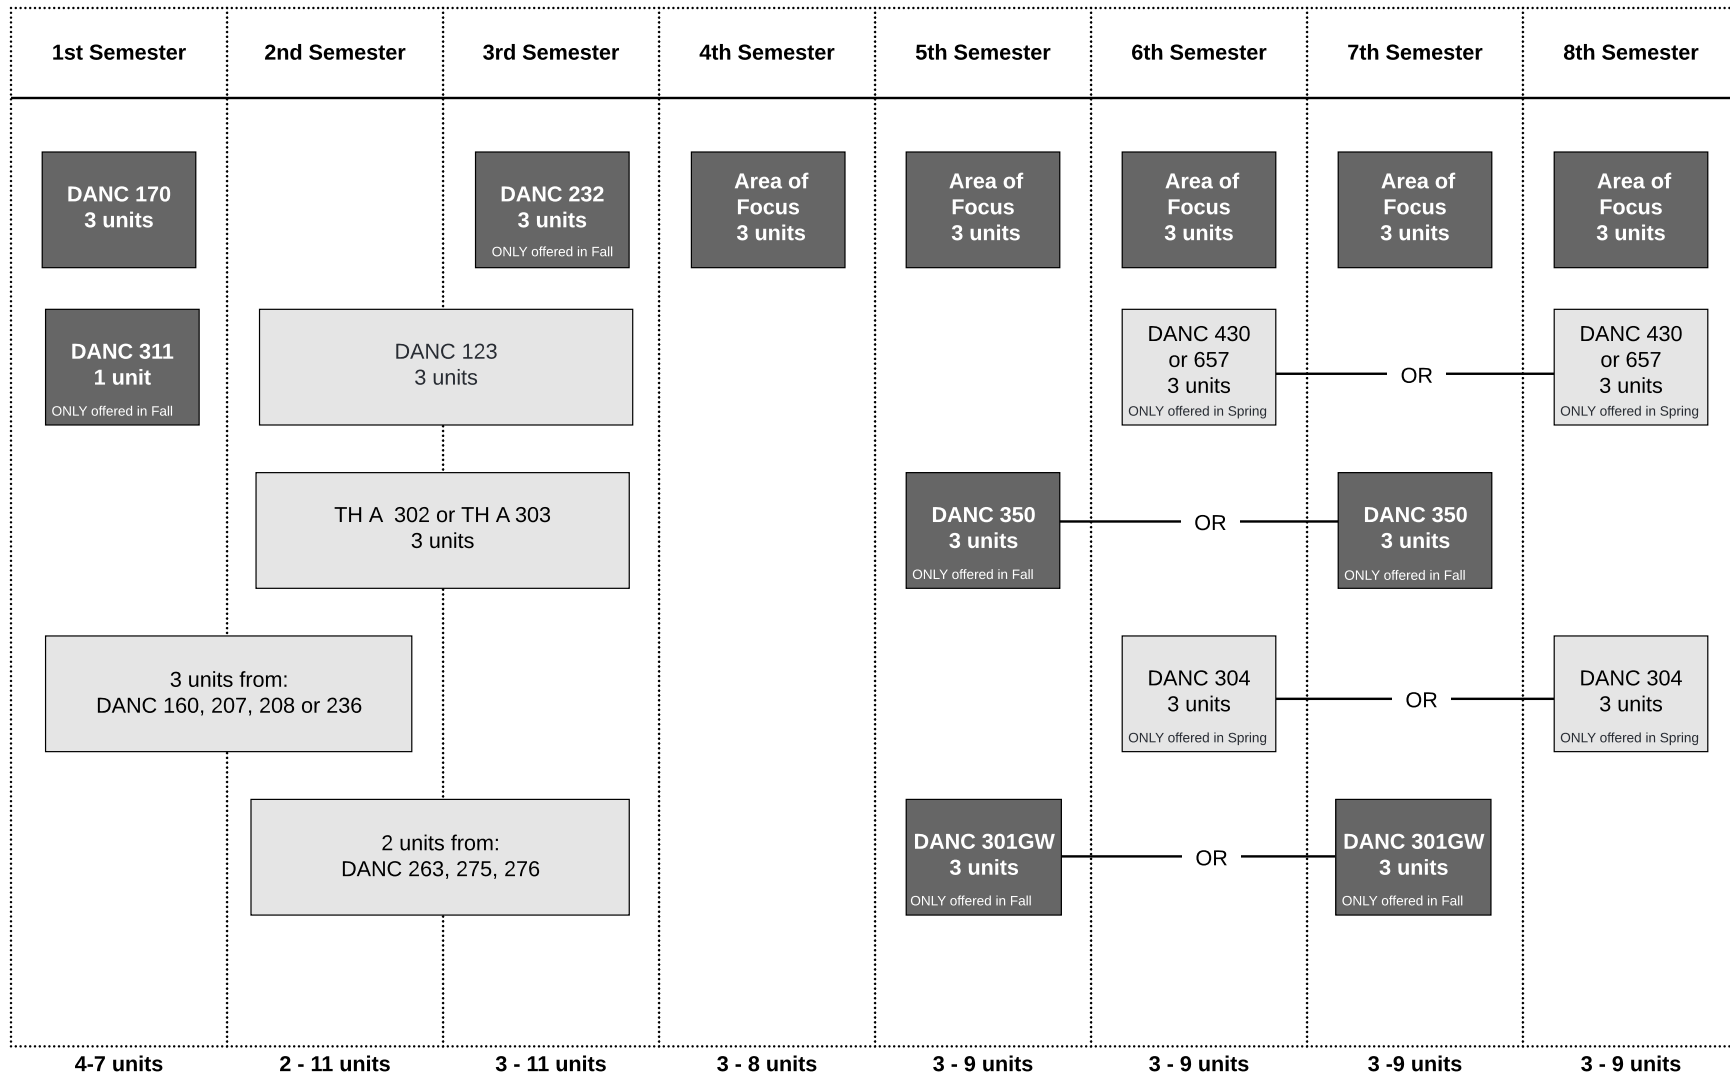 1st Semester
2nd Semester
3rd Semester
4th Semester
5th Semester
6th Semester
7th Semester
8th Semester
DANC 170
3 units
DANC 232
3 units
ONLY offered in Fall
Area of
Focus
3 units
Area of
Focus
3 units
Area of
Focus
3 units
Area of
Focus
3 units
Area of
Focus
3 units
DANC 311
1 unit
ONLY offered in Fall
DANC 123
3 units
DANC 430
or 657
3 units
ONLY offered in Spring
OR
DANC 430
or 657
3 units
ONLY offered in Spring
TH A  302 or TH A 303
3 units
DANC 350
3 units
ONLY offered in Fall
OR
DANC 350
3 units
ONLY offered in Fall
3 units from:
DANC 160, 207, 208 or 236
DANC 304
3 units
ONLY offered in Spring
OR
DANC 304
3 units
ONLY offered in Spring
2 units from:
DANC 263, 275, 276
DANC 301GW
3 units
ONLY offered in Fall
OR
DANC 301GW
3 units
ONLY offered in Fall
4-7 units
2 - 11 units
3 - 11 units
3 - 8 units
3 - 9 units
3 - 9 units
3 -9 units
3 - 9 units